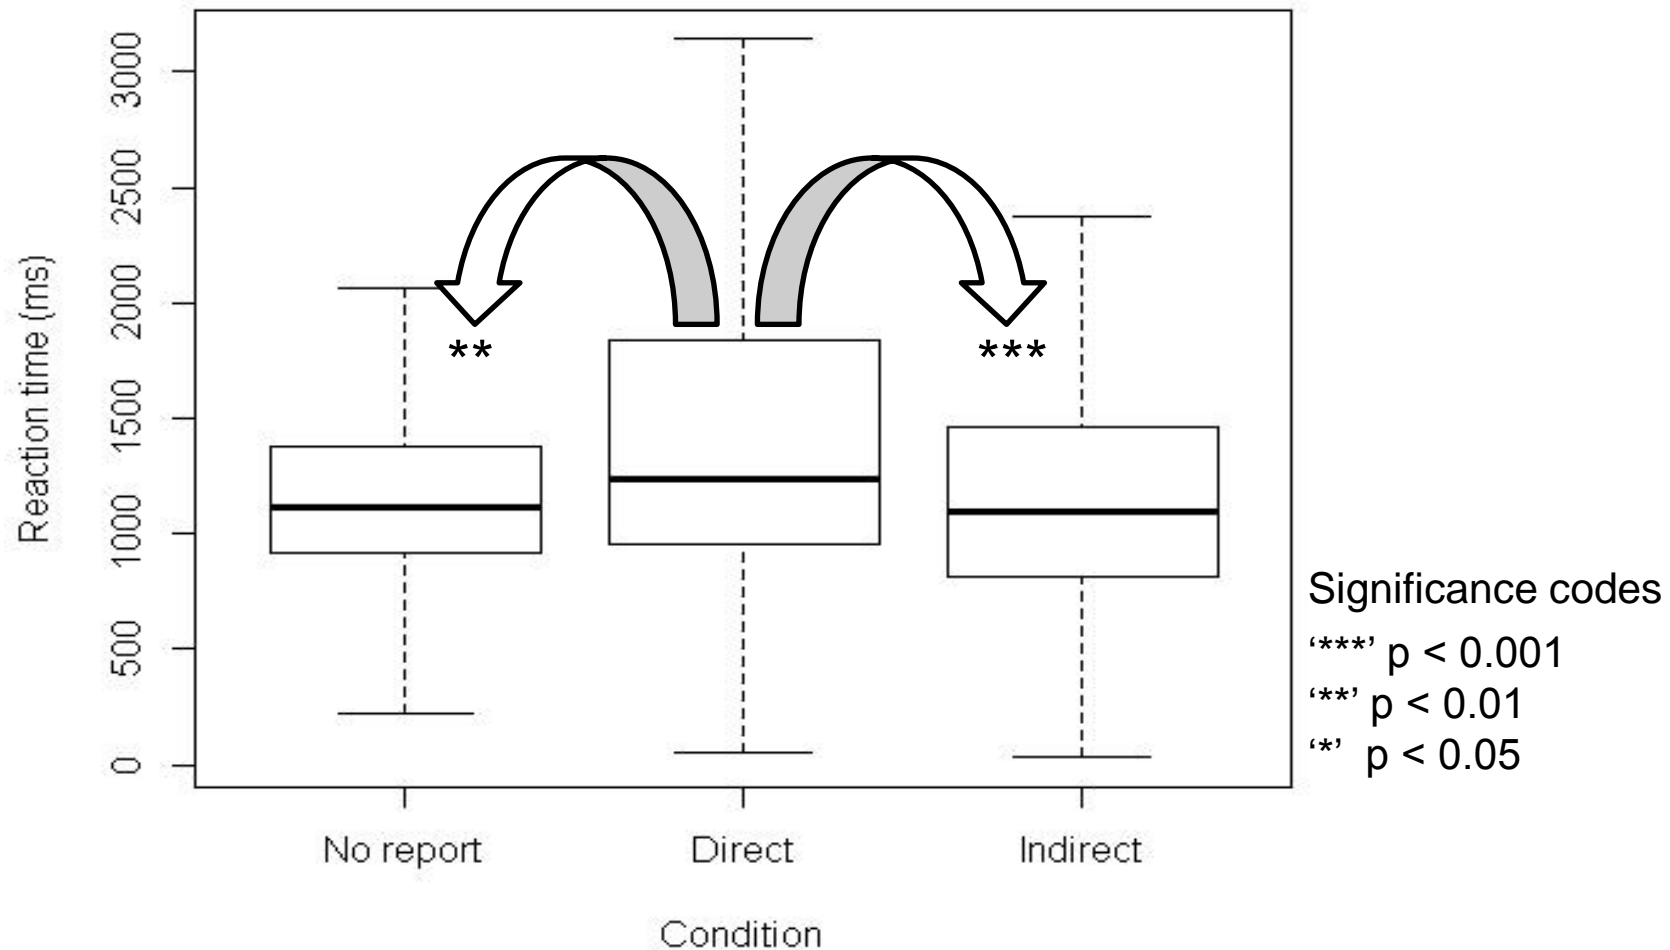 3000
2500
2000
1500
1000
500
0
Reaction time (ms)
**
***
No report
Direct
Indirect
Condition
Significance codes
‘***’ p < 0.001
‘**’ p < 0.01
‘*’ p < 0.05